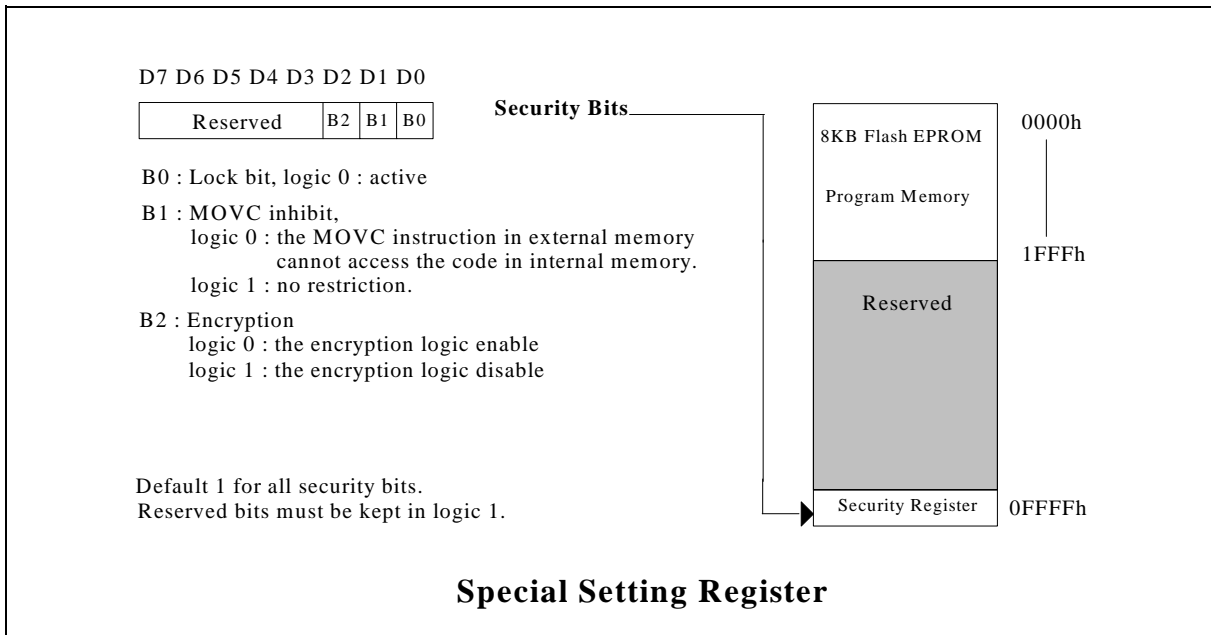 D7 D6 D5 D4 D3 D2 D1 D0
Reserved B2 B1 B0
B0 : Lock bit, logic 0 : active
B1 : MOVC inhibit,
logic 0 : the MOVC instruction in external memory
cannot access the code in internal memory.
logic 1 : no restriction.
B2 : Encryption
logic 0 : the encryption logic enable
logic 1 : the encryption logic disable
Default 1 for all security bits.
Reserved bits must be kept in logic 1.
Security Bits
8KB Flash EPROM
Program Memory
0000h
1FFFh
Reserved
Security Register
0FFFFh
Special Setting Register